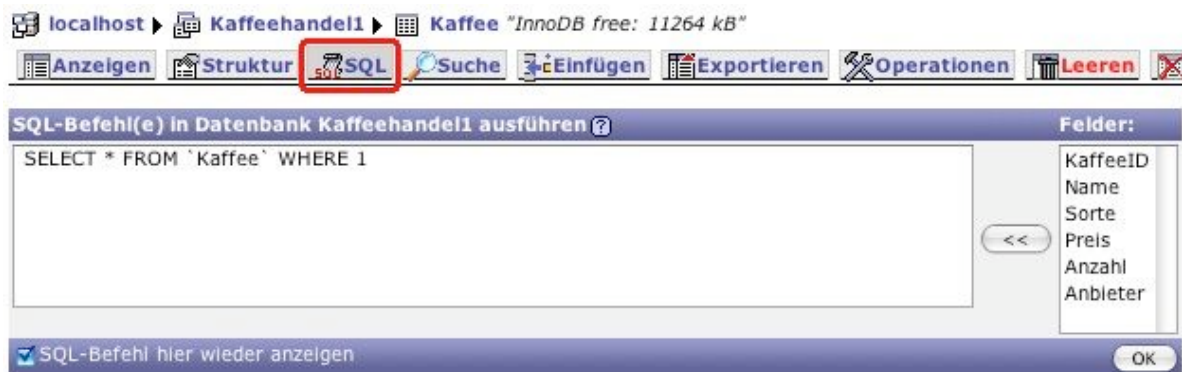 localhost Kaffeehandel1 Kaffee "InnoDB free: 11264 kB"
Anzeigen Struktur SQL Suche Einfügen Exportieren Operationen Leeren
SQL-Befehl(e) in Datenbank Kaffeehandel1 ausführen ? Felder:
SELECT * FROM `Kaffee` WHERE 1
KaffeeID
Name
Sorte
<< Preis
Anzahl
Anbieter
SQL-Befehl hier wieder anzeigen OK